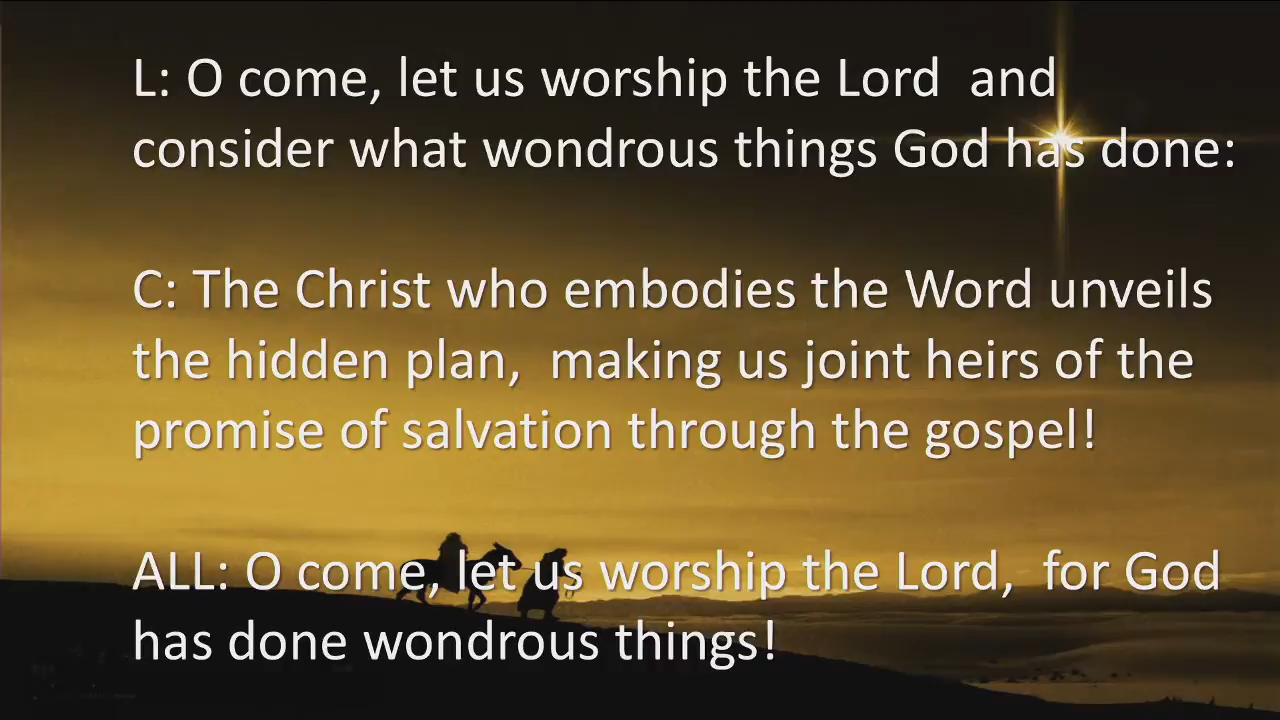 L: O come, let us worship the Lord  and
consider what wondrous things God has done:
C: The Christ who embodies the Word unveils
the hidden plan,  making us joint heirs of the
promise of salvation through the gospel!
ALL: O come, let us worship the Lord,  for God
has done wondrous things!